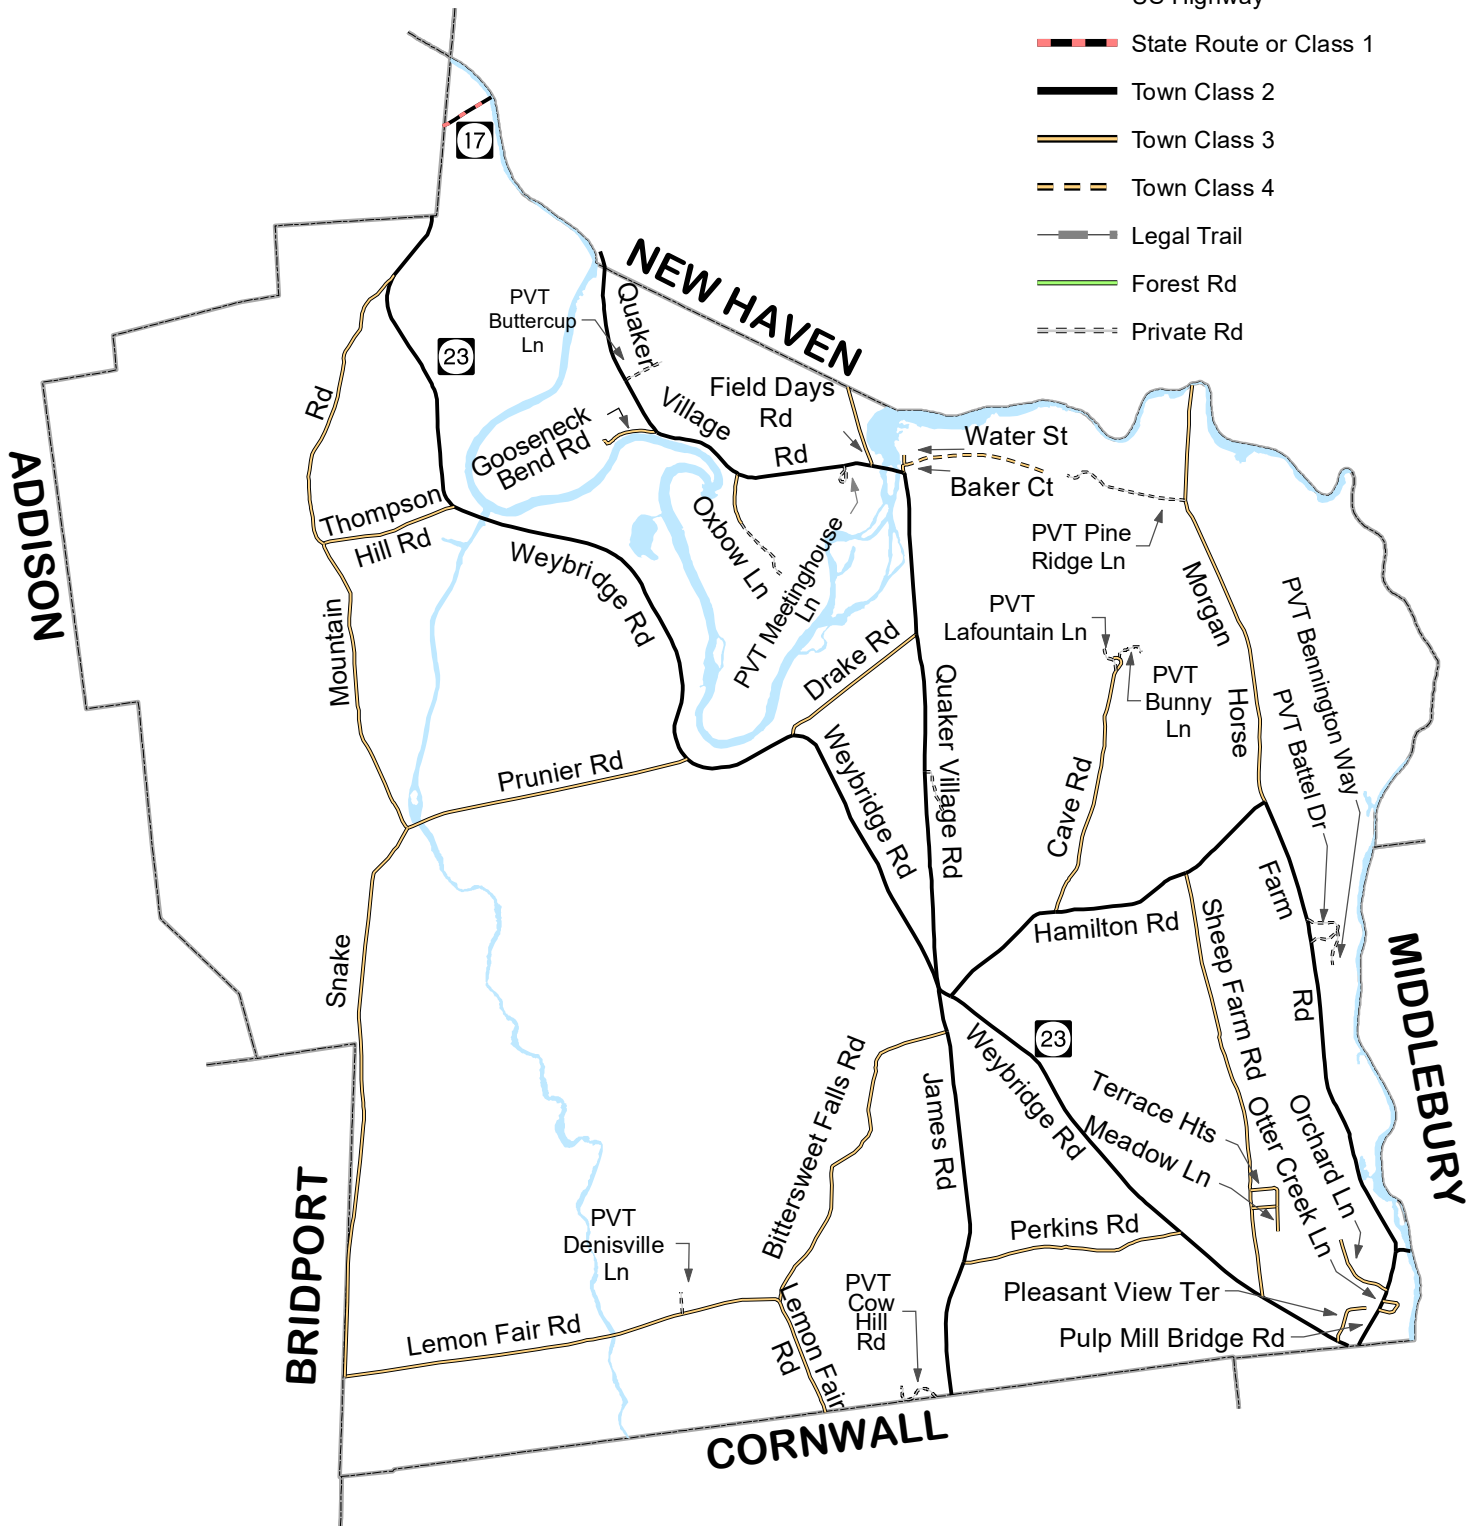 US Highway
State Route or Class 1
Town Class 2
Town Class 3
Town Class 4
Legal Trail
Forest Rd
Private Rd
17
NEW HAVEN
PVT
Buttercup
Ln
Quaker
Village
Rd
23
Field Days
Rd
Rd
Gooseneck
Bend Rd
Water St
Baker Ct
ADDISON
Thompson
Hill Rd
Weybridge Rd
Oxbow Ln
PVT Meetinghouse
Ln
PVT Pine
Ridge Ln
Morgan
Horse
Farm
Rd
PVT Bennington Way
PVT Battel Dr
PVT
Lafountain Ln
PVT
Bunny
Ln
Mountain
Drake Rd
Quaker Village Rd
Weybridge Rd
Prunier Rd
Cave Rd
Hamilton Rd
Sheep Farm Rd
MIDDLEBURY
Snake
23
Weybridge Rd
Bittersweet Falls Rd
James Rd
Terrace Hts
Meadow Ln
Otter Creek Ln
Orchard Ln
BRIDPORT
PVT
Denisville
Ln
Perkins Rd
PVT
Cow
Hill
Rd
Pleasant View Ter
Pulp Mill Bridge Rd
Lemon Fair Rd
Lemon Fair
Rd
CORNWALL